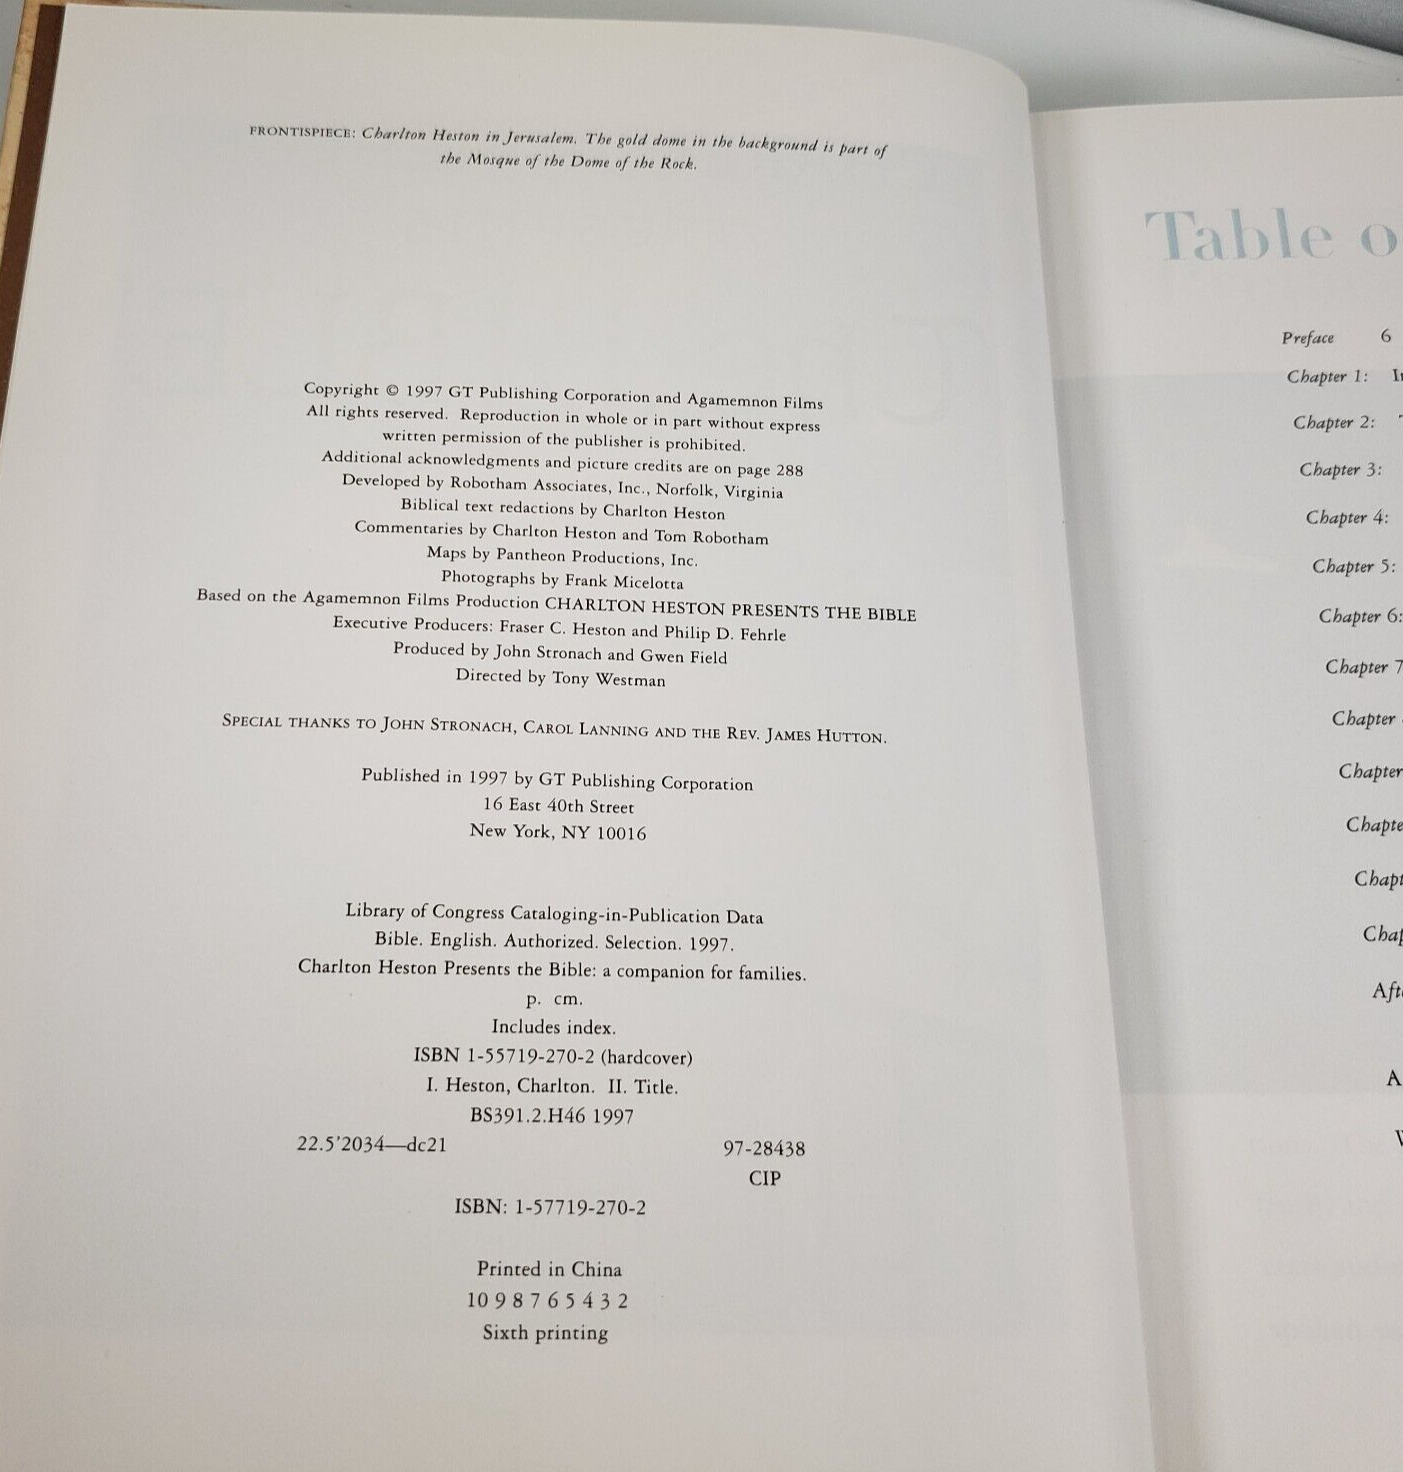 FRONTISPIECE: Charlton Heston in Jerusalem. The gold dome in the background is part of
the Mosque of the Dome of the Rock.
Copyright © 1997 GT Publishing Corporation and Agamemnon Films
All rights reserved. Reproduction in whole or in part without express
written permission of the publisher is prohibited.
Additional acknowledgments and picture credits are on page 288
Developed by Robotham Associates, Inc., Norfolk, Virginia
Biblical text redactions by Charlton Heston
Commentaries by Charlton Heston and Tom Robotham
Maps by Pantheon Productions, Inc.
Photographs by Frank Micelotta
Based on the Agamemnon Films Production CHARLTON HESTON PRESENTS THE BIBLE
Executive Producers: Fraser C. Heston and Philip D. Fehrle
Produced by John Stronach and Gwen Field
Directed by Tony Westman
SPECIAL THANKS TO JOHN STRONACH, CAROL LANNING AND THE REV. JAMES HUTTON.
Published in 1997 by GT Publishing Corporation
16 East 40th Street
New York, NY 10016
Library of Congress Cataloging-in-Publication Data
Bible. English. Authorized. Selection. 1997.
Charlton Heston Presents the Bible: a companion for families.
p. cm.
Includes index.
ISBN 1-55719-270-2 (hardcover)
I. Heston, Charlton. II. Title.
BS391.2.H46 1997
22.5'2034—dc21 97-28438
CIP
ISBN: 1-57719-270-2
Printed in China
10 9 8 7 6 5 4 3 2
Sixth printing
Table o
Preface 6
Chapter 1:
Chapter 2:
Chapter 3:
Chapter 4:
Chapter 5:
Chapter 6:
Chapter 7
Chapter
Chapter
Chapte
Chapt
Chap
Afte
A